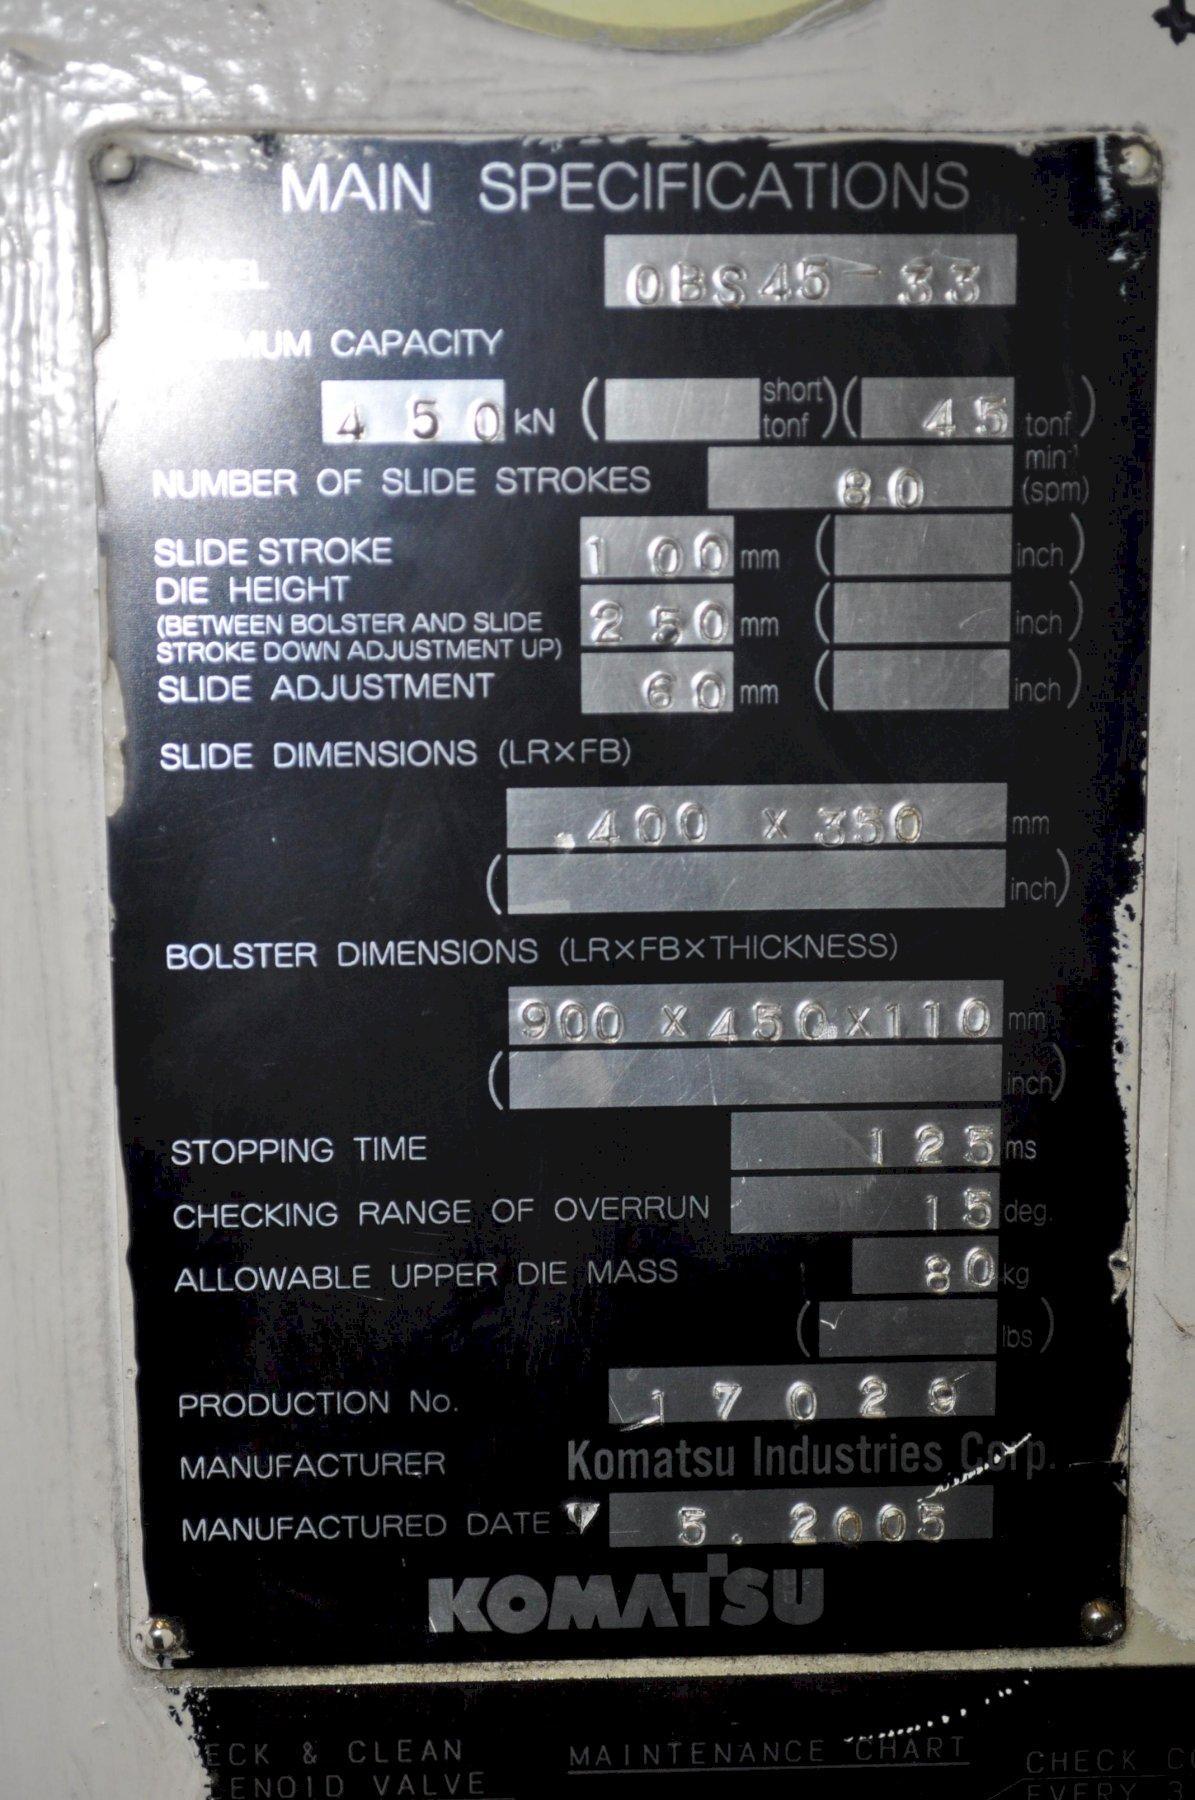 MAIN SPECIFICATIONS
MODEL OBS45-33
MAXIMUM CAPACITY
450 kN ( short tonf ) ( 45 tonf )
NUMBER OF SLIDE STROKES 80 min⁻¹ (spm)
SLIDE STROKE 100 mm ( inch )
DIE HEIGHT
(BETWEEN BOLSTER AND SLIDE 250 mm ( inch )
STROKE DOWN ADJUSTMENT UP)
SLIDE ADJUSTMENT 60 mm ( inch )
SLIDE DIMENSIONS (LR×FB)
400 × 350 mm
( inch )
BOLSTER DIMENSIONS (LR×FB×THICKNESS)
900 × 450 × 110 mm
( inch )
STOPPING TIME 125 ms
CHECKING RANGE OF OVERRUN 15 deg.
ALLOWABLE UPPER DIE MASS 80 kg
( lbs )
PRODUCTION No. 17029
MANUFACTURER Komatsu Industries Corp.
MANUFACTURED DATE 5. 2005
KOMATSU
ECK & CLEAN MAINTENANCE CHART CHECK
ENOID VALVE EVERY 3